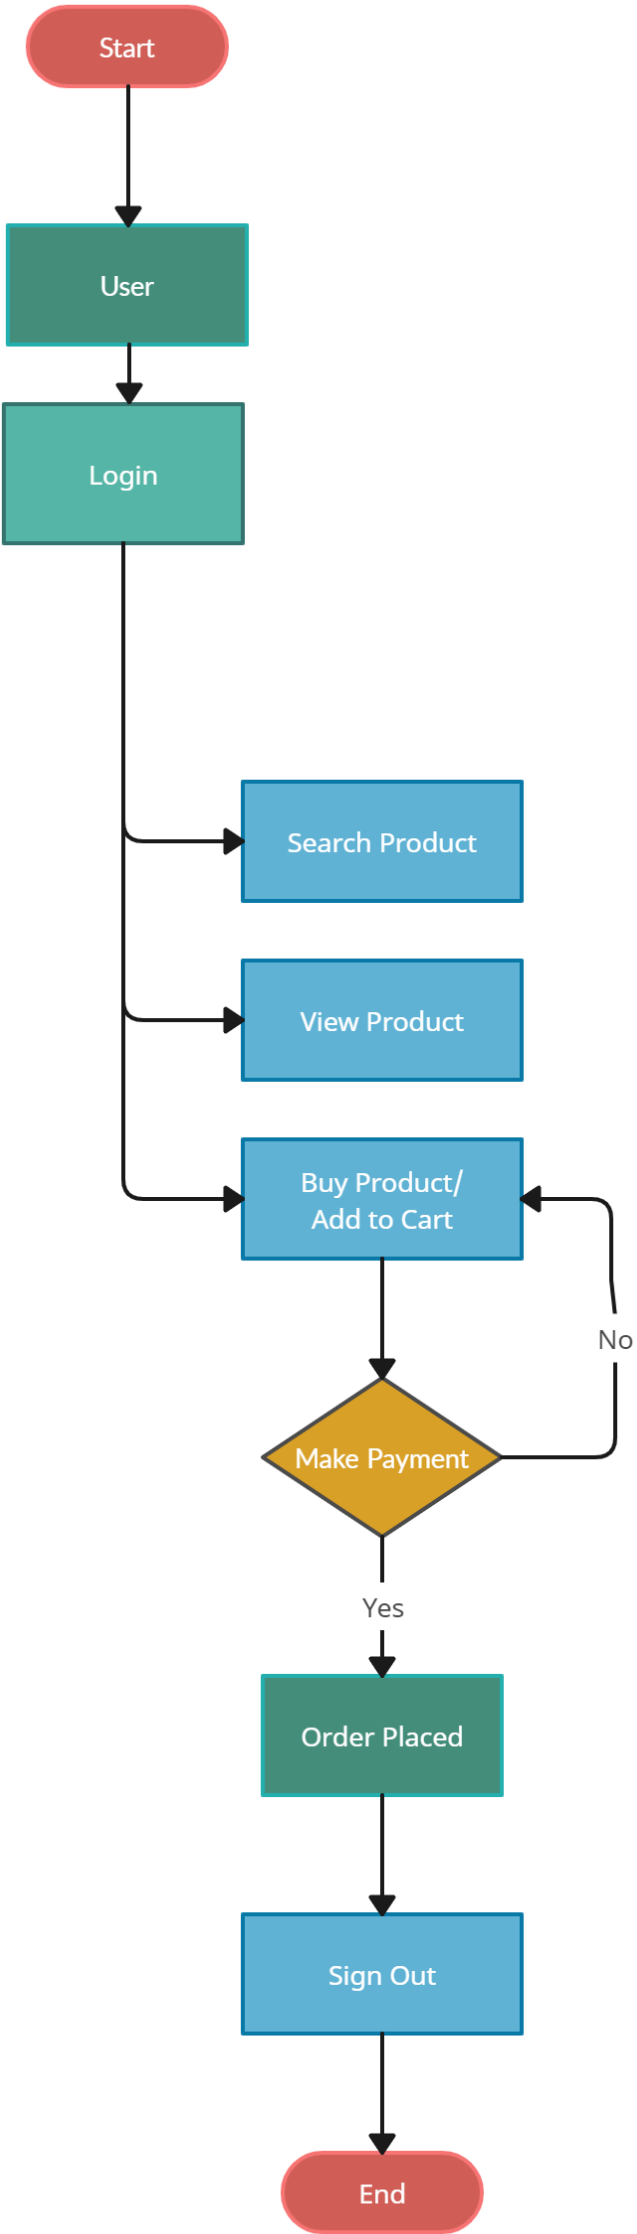 Start
User
Login
Search Product
View Product
Buy Product/
Add to Cart
No
Make Payment
Yes
Order Placed
Sign Out
End